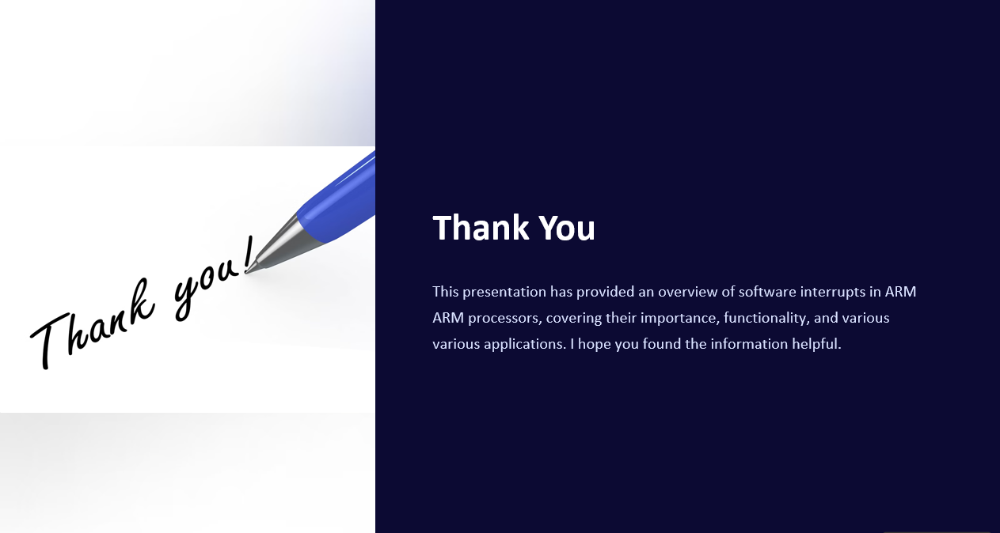 Thank you!
Thank You
This presentation has provided an overview of software interrupts in ARM
ARM processors, covering their importance, functionality, and various
various applications. I hope you found the information helpful.